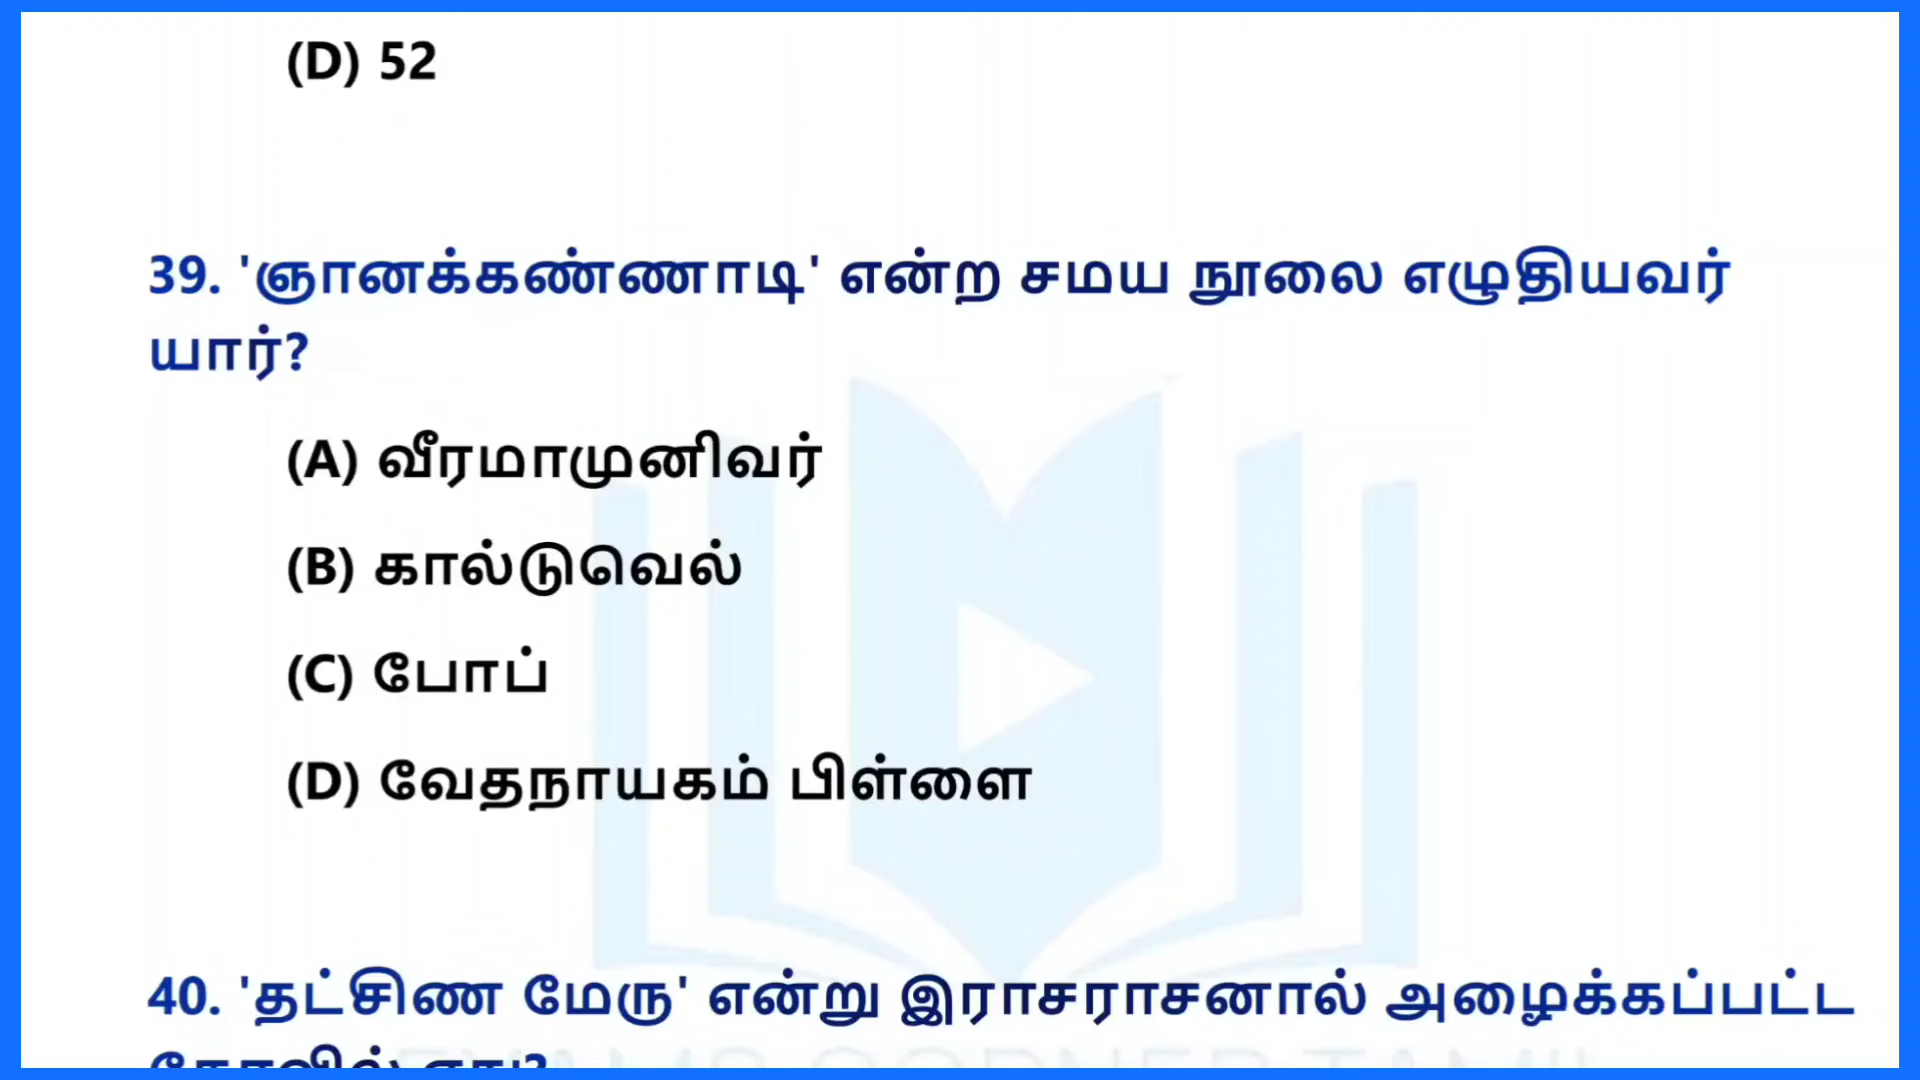 (D) 52
39. 'ஞானக்கண்ணாடி' என்ற சமய நூலை எழுதியவர்
யார்?
(A) வீரமாமுனிவர்
(B) கால்டுவெல்
(C) போப்
(D) வேதநாயகம் பிள்ளை
40. 'தட்சிண மேரு' என்று இராசராசனால் அழைக்கப்பட்ட
கோவில் எது?